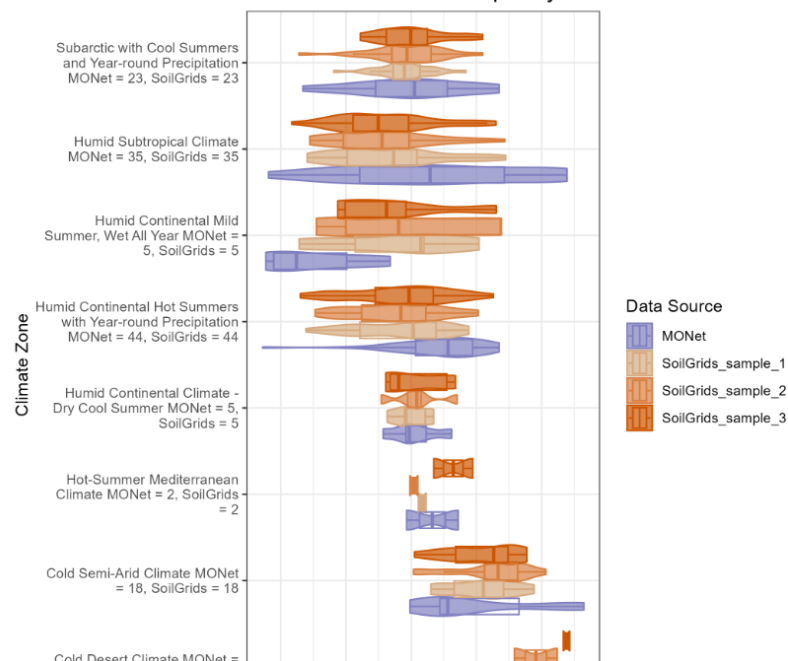 Subarctic with Cool Summers
and Year-round Precipitation
MONet = 23, SoilGrids = 23
Humid Subtropical Climate
MONet = 35, SoilGrids = 35
Humid Continental Mild
Summer, Wet All Year MONet =
5, SoilGrids = 5
Humid Continental Hot Summers
with Year-round Precipitation
MONet = 44, SoilGrids = 44
Humid Continental Climate -
Dry Cool Summer MONet = 5,
SoilGrids = 5
Hot-Summer Mediterranean
Climate MONet = 2, SoilGrids
= 2
Cold Semi-Arid Climate MONet
= 18, SoilGrids = 18
Cold Desert Climate MONet =
Climate Zone
Data Source
MONet
SoilGrids_sample_1
SoilGrids_sample_2
SoilGrids_sample_3